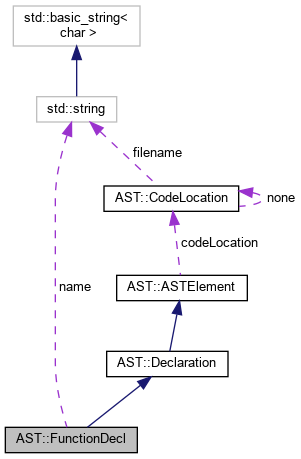 std::basic_string<
char >
std::string
filename
AST::CodeLocation
none
codeLocation
name
AST::ASTElement
AST::Declaration
AST::FunctionDecl